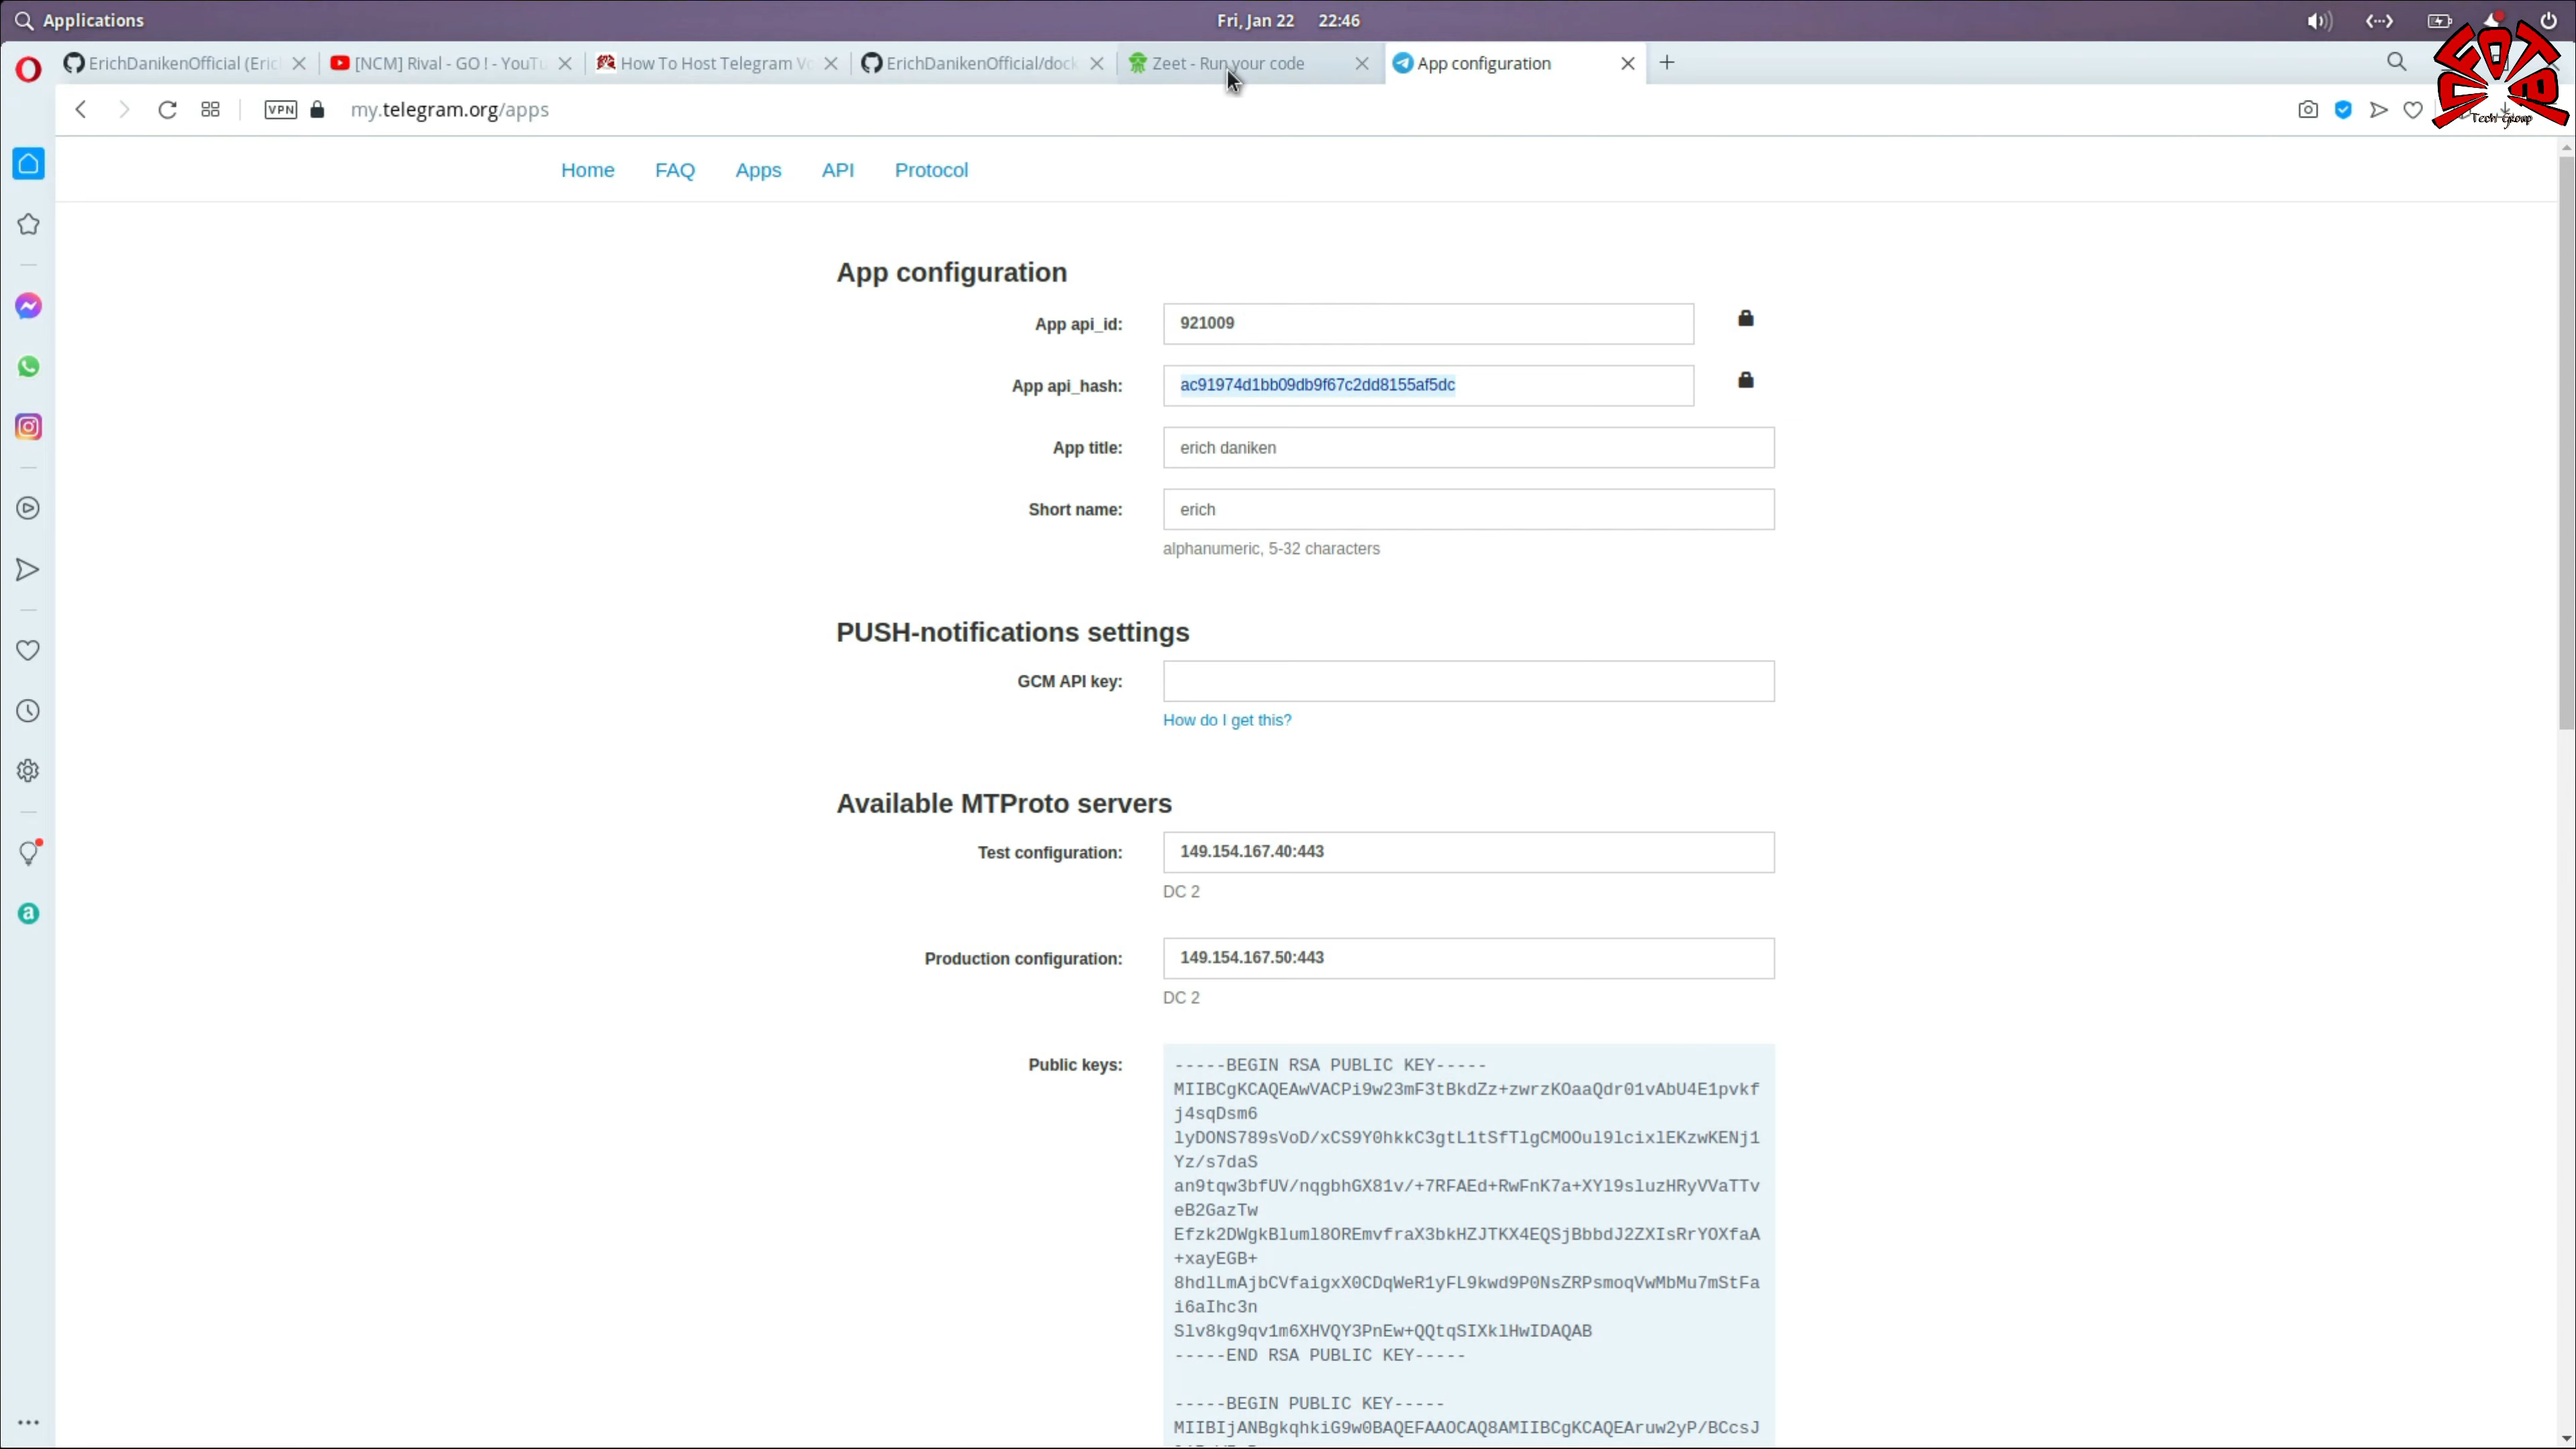 Applications
Fri, Jan 22 22:46
ErichDanikenOfficial (Eric
[NCM] Rival - GO ! - YouTu
How To Host Telegram Vo
ErichDanikenOfficial/dock
Zeet - Run your code
App configuration
VPN
my.telegram.org/apps
Tech Group
Home
FAQ
Apps
API
Protocol
App configuration
App api_id:
921009
App api_hash:
ac91974d1bb09db9f67c2dd8155af5dc
App title:
erich daniken
Short name:
erich
alphanumeric, 5-32 characters
PUSH-notifications settings
GCM API key:
How do I get this?
Available MTProto servers
Test configuration:
149.154.167.40:443
DC 2
Production configuration:
149.154.167.50:443
DC 2
Public keys:
-----BEGIN RSA PUBLIC KEY-----
MIIBCgKCAQEAwVACPi9w23mF3tBkdZz+zwrzKOaaQdr01vAbU4E1pvkf
j4sqDsm6
lyDONS789sVoD/xCS9Y0hkkC3gtL1tSfTlgCMOOul9lcixlEKzwKENj1
Yz/s7daS
an9tqw3bfUV/nqgbhGX81v/+7RFAEd+RwFnK7a+XYl9sluzHRyVVaTTv
eB2GazTw
Efzk2DWgkBluml8OREmvfraX3bkHZJTKX4EQSjBbbdJ2ZXIsRrYOXfaA
+xayEGB+
8hdlLmAjbCVfaigxX0CDqWeR1yFL9kwd9P0NsZRPsmoqVwMbMu7mStFa
i6aIhc3n
Slv8kg9qv1m6XHVQY3PnEw+QQtqSIXklHwIDAQAB
-----END RSA PUBLIC KEY-----
-----BEGIN PUBLIC KEY-----
MIIBIjANBgkqhkiG9w0BAQEFAAOCAQ8AMIIBCgKCAQEAruw2yP/BCcsJ